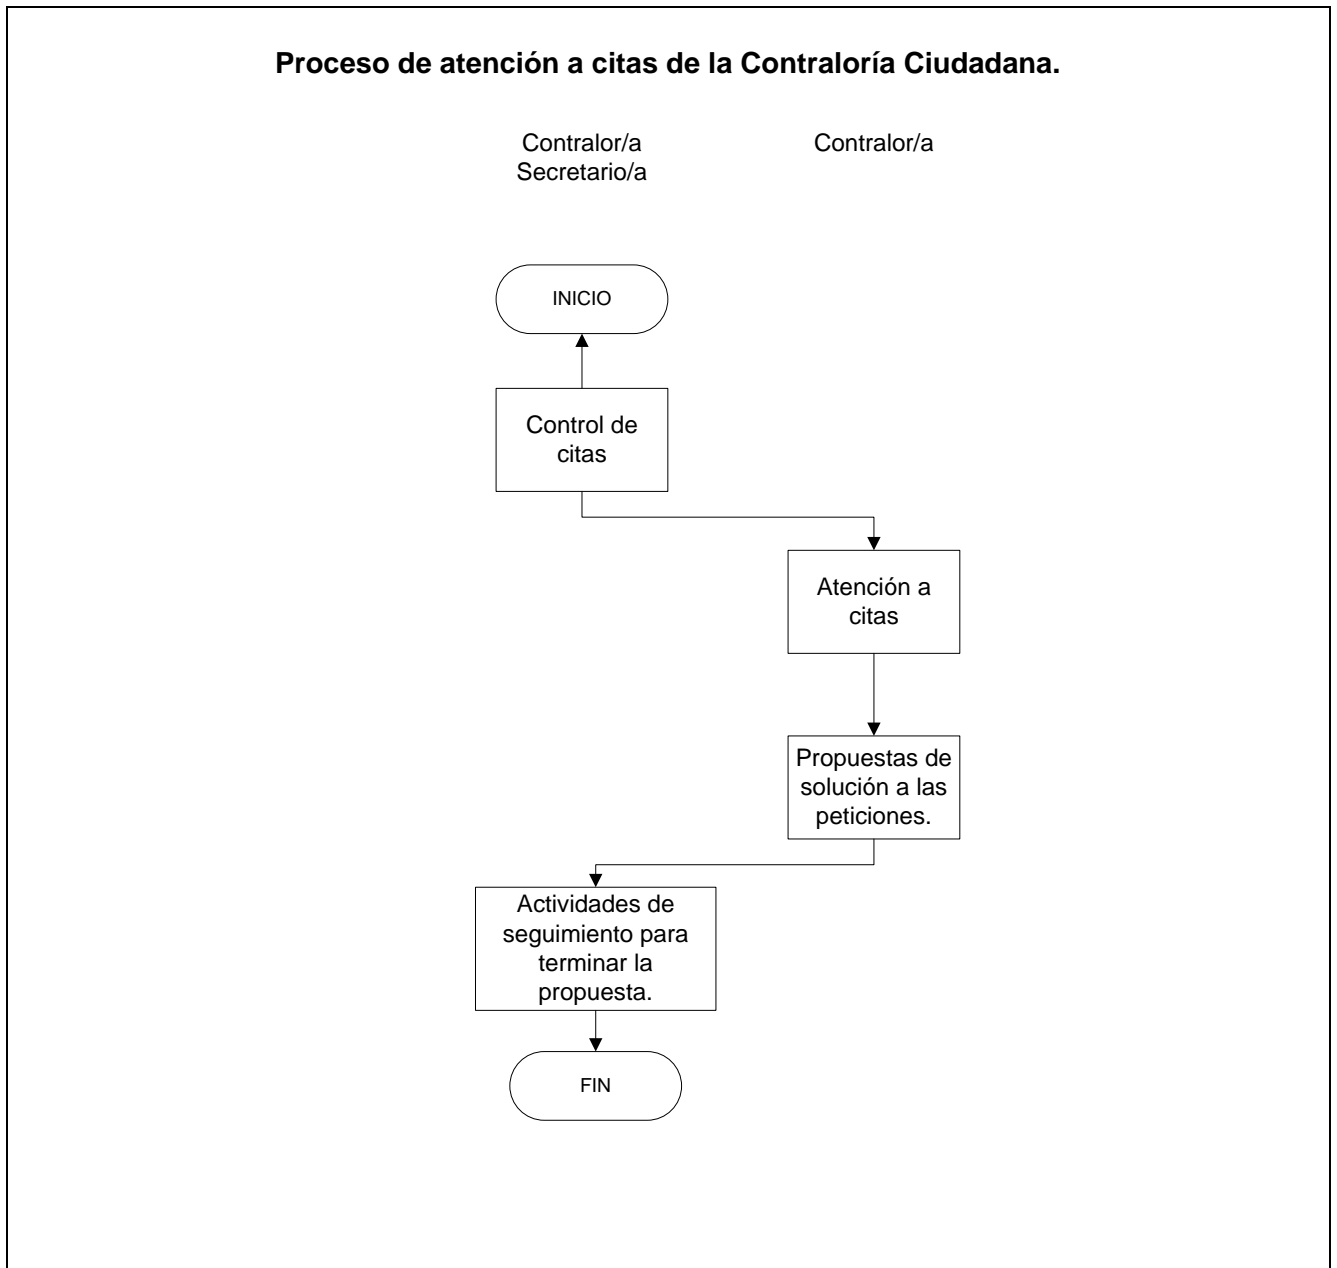 Proceso de atención a citas de la Contraloría Ciudadana.
Contralor/a
Secretario/a
Contralor/a
INICIO
Control de
citas
Atención a
citas
Propuestas de
solución a las
peticiones.
Actividades de
seguimiento para
terminar la
propuesta.
FIN